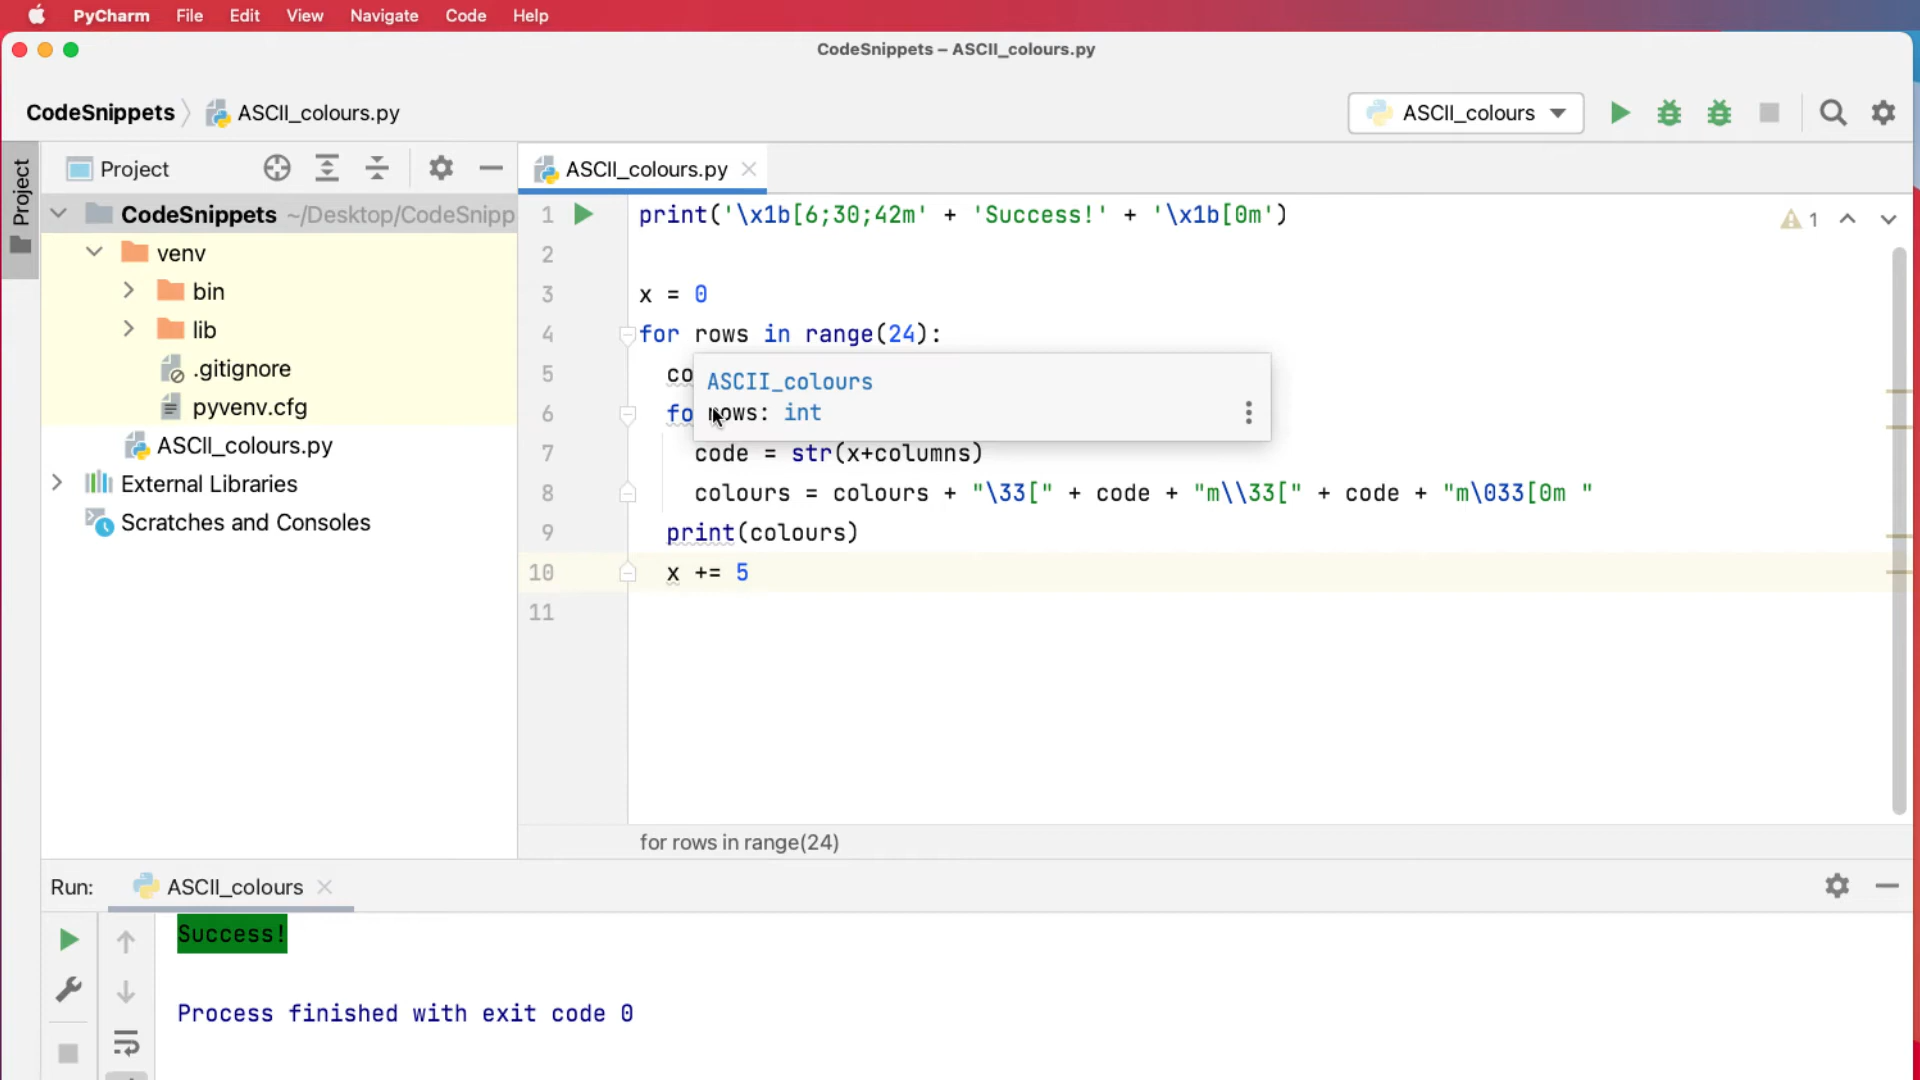 PyCharm File Edit View Navigate Code Help
CodeSnippets – ASCII_colours.py
CodeSnippets ASCII_colours.py
ASCII_colours
Project
Project
ASCII_colours.py
CodeSnippets ~/Desktop/CodeSnipp
venv
bin
lib
.gitignore
pyvenv.cfg
ASCII_colours.py
External Libraries
Scratches and Consoles
1 print('\x1b[6;30;42m' + 'Success!' + '\x1b[0m')
1
2
3 x = 0
4 for rows in range(24):
5 co
ASCII_colours
6 fo rows: int
7 code = str(x+columns)
8 colours = colours + "\33[" + code + "m\\33[" + code + "m\033[0m "
9 print(colours)
10 x += 5
11
for rows in range(24)
Run: ASCII_colours
Success!
Process finished with exit code 0